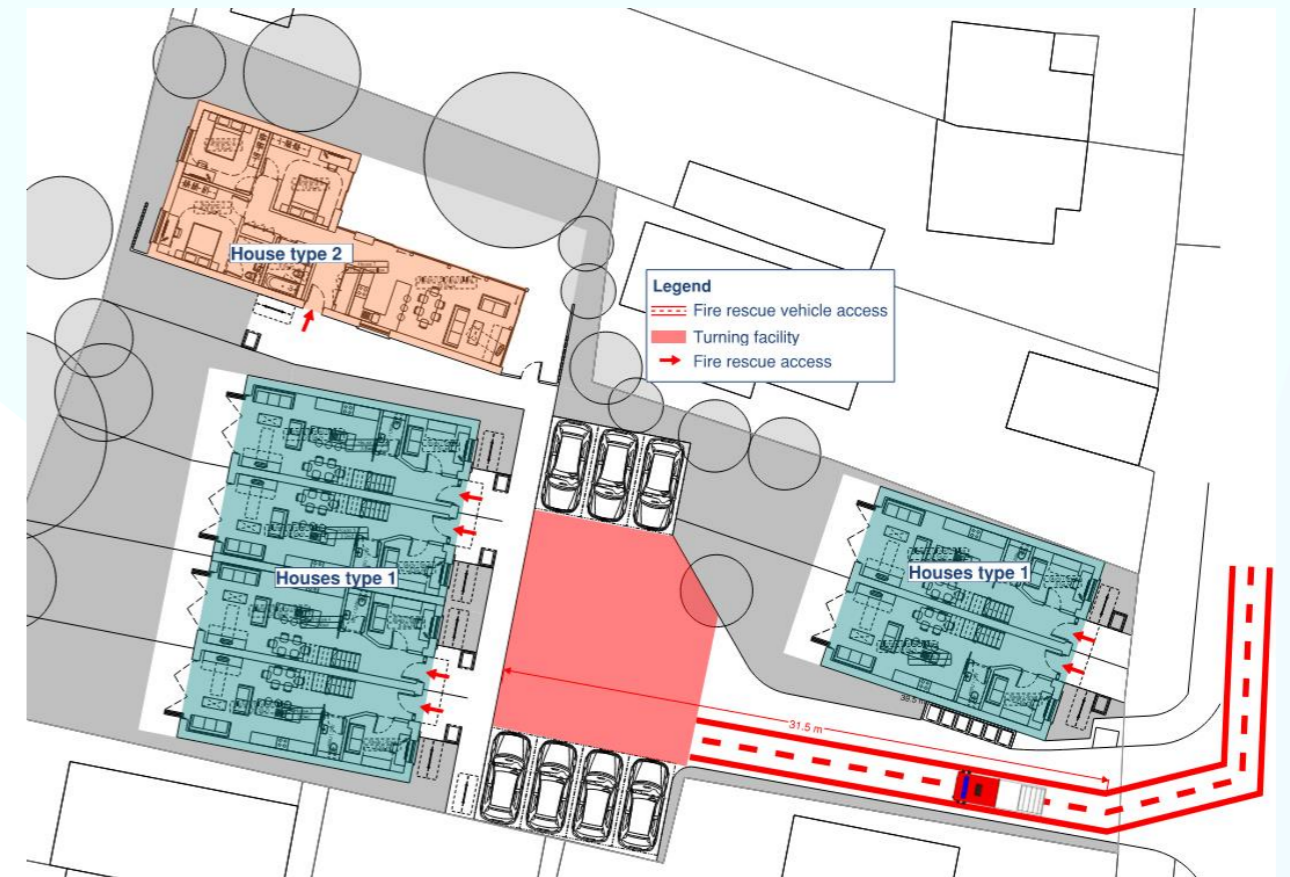 House type 2
Legend
Fire rescue vehicle access
Turning facility
Fire rescue access
Houses type 1
Houses type 1
31.5 m